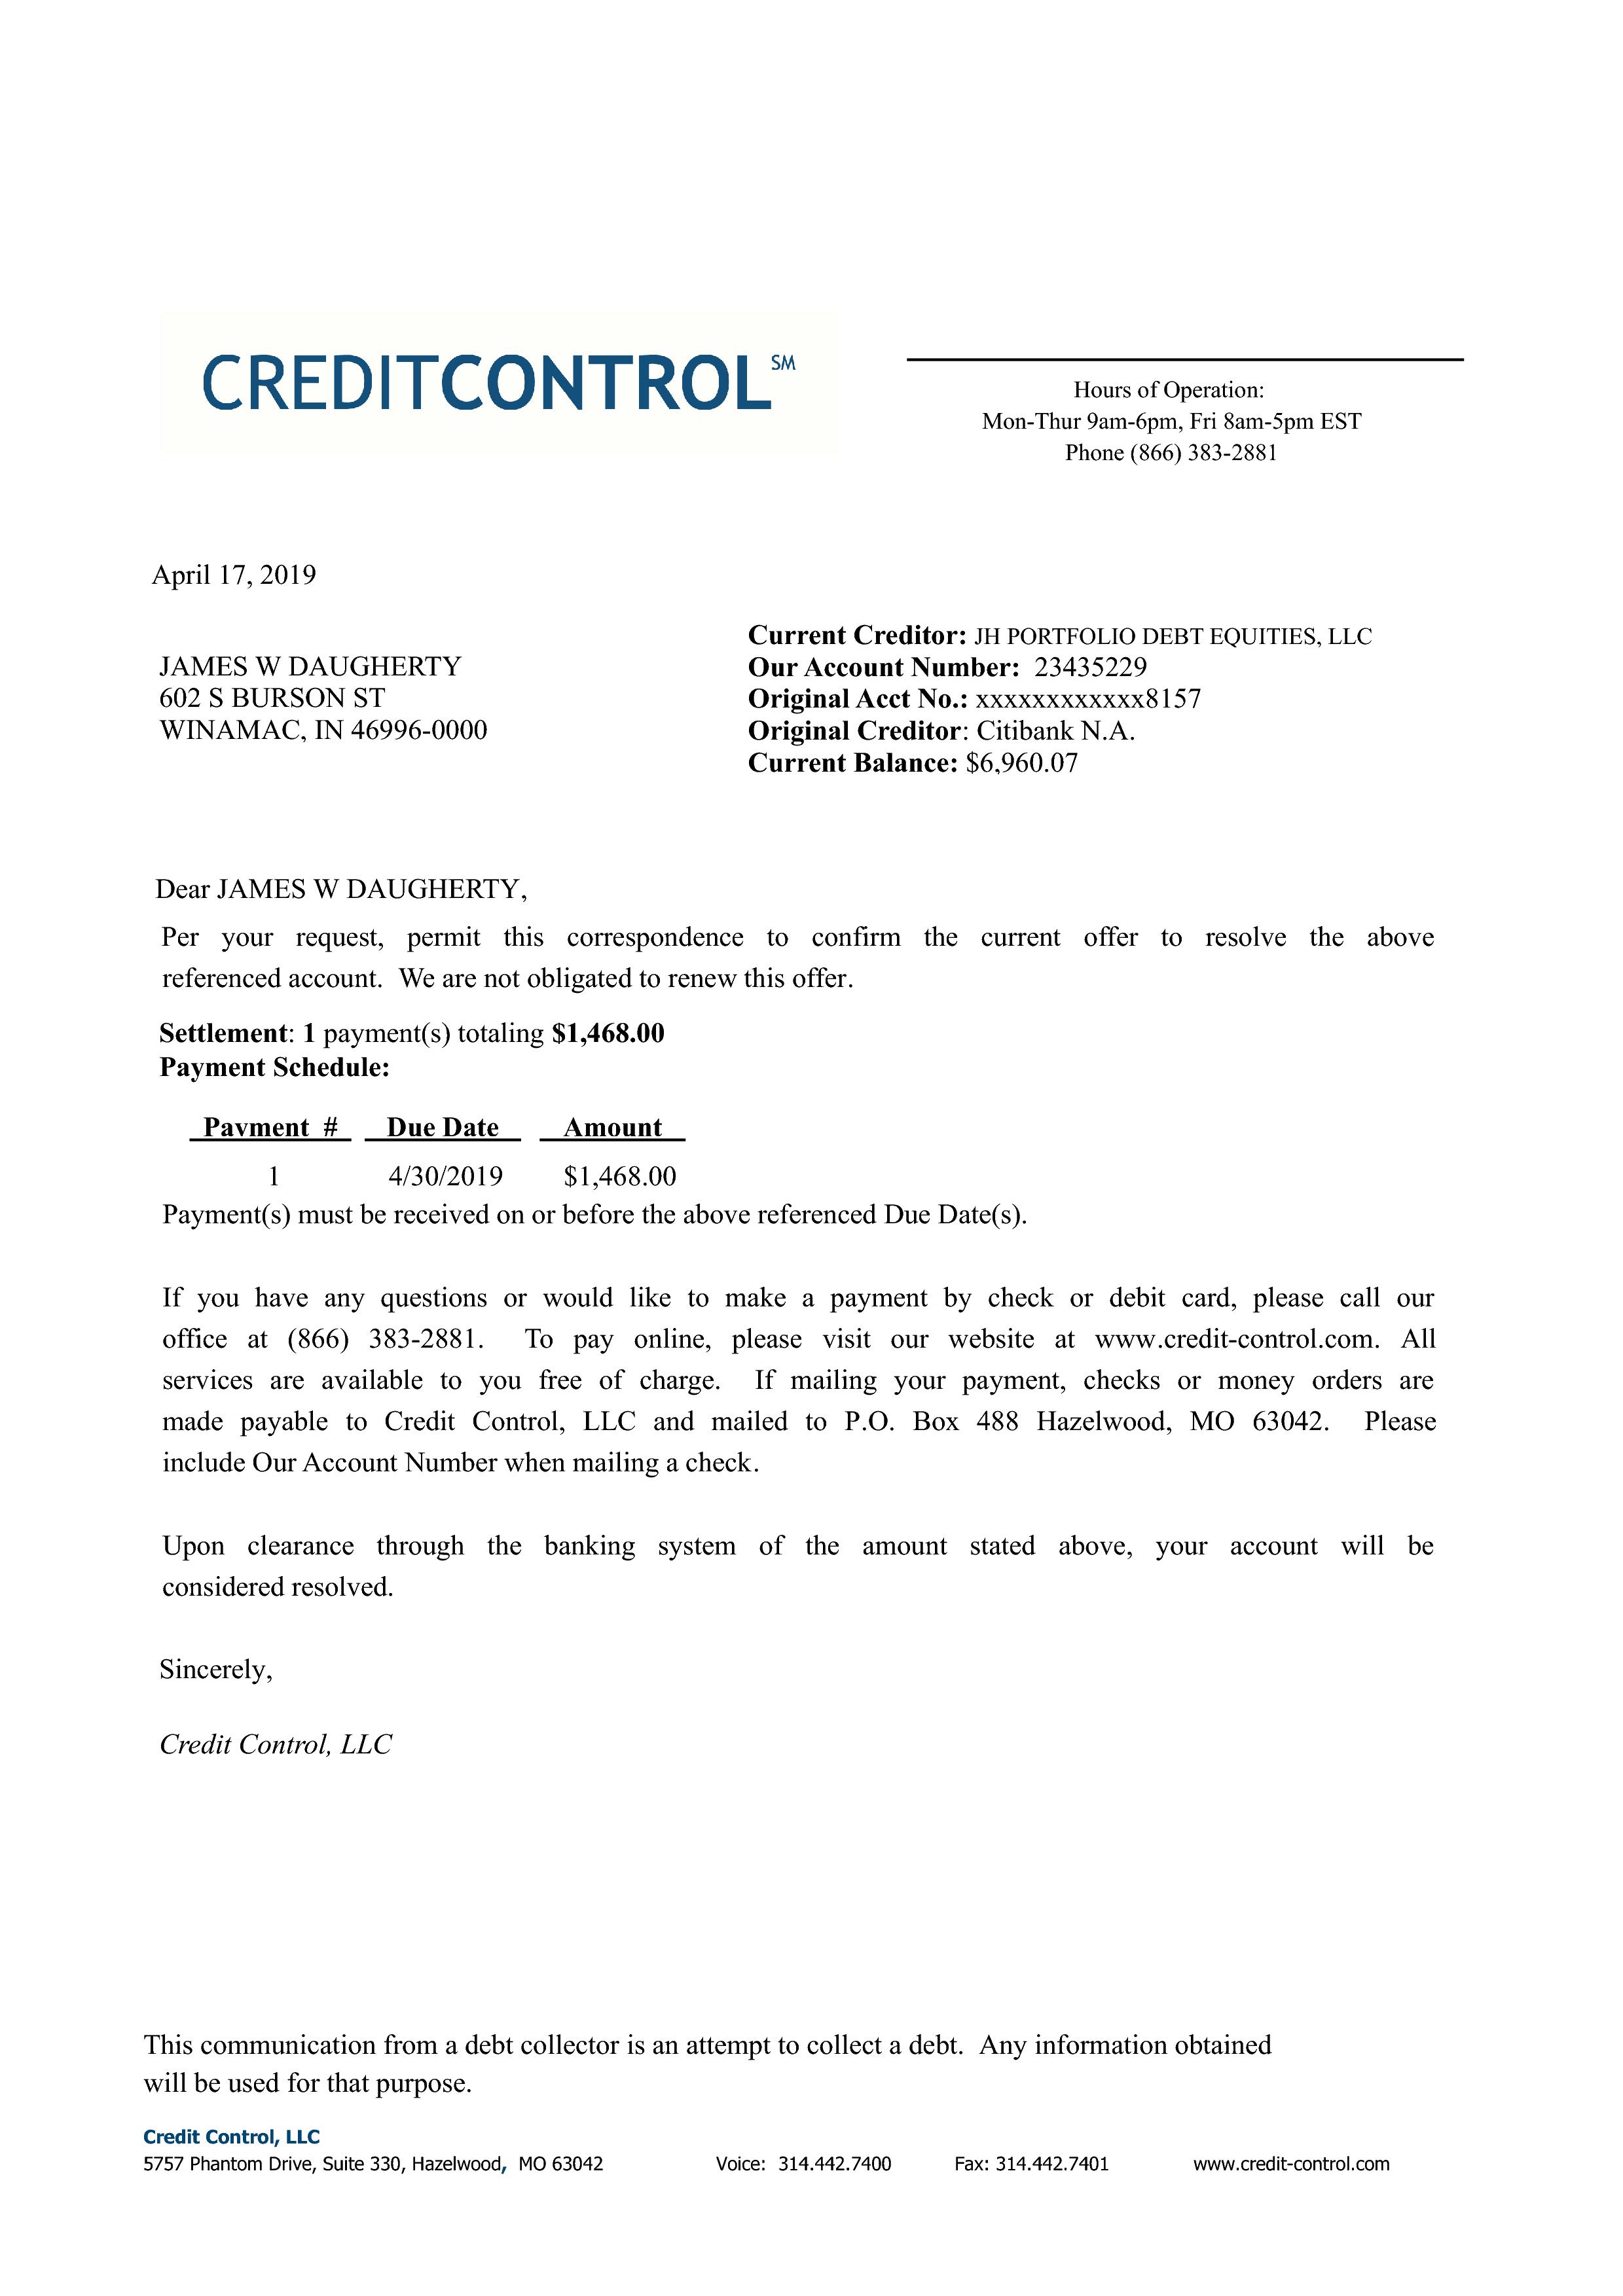 CREDITCONTROL SM
Hours of Operation:
Mon-Thur 9am-6pm, Fri 8am-5pm EST
Phone (866) 383-2881
April 17, 2019
JAMES W DAUGHERTY
602 S BURSON ST
WINAMAC, IN 46996-0000
Current Creditor: JH PORTFOLIO DEBT EQUITIES, LLC
Our Account Number: 23435229
Original Acct No.: xxxxxxxxxxxx8157
Original Creditor: Citibank N.A.
Current Balance: $6,960.07
Dear JAMES W DAUGHERTY,
Per your request, permit this correspondence to confirm the current offer to resolve the above
referenced account. We are not obligated to renew this offer.
Settlement: 1 payment(s) totaling $1,468.00
Payment Schedule:
Payment # Due Date Amount
1 4/30/2019 $1,468.00
Payment(s) must be received on or before the above referenced Due Date(s).
If you have any questions or would like to make a payment by check or debit card, please call our
office at (866) 383-2881. To pay online, please visit our website at www.credit-control.com. All
services are available to you free of charge. If mailing your payment, checks or money orders are
made payable to Credit Control, LLC and mailed to P.O. Box 488 Hazelwood, MO 63042. Please
include Our Account Number when mailing a check.
Upon clearance through the banking system of the amount stated above, your account will be
considered resolved.
Sincerely,
Credit Control, LLC
This communication from a debt collector is an attempt to collect a debt. Any information obtained
will be used for that purpose.
Credit Control, LLC
5757 Phantom Drive, Suite 330, Hazelwood, MO 63042 Voice: 314.442.7400 Fax: 314.442.7401 www.credit-control.com